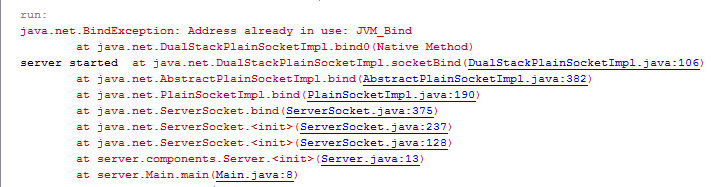 run:
java.net.BindException: Address already in use: JVM_Bind
at java.net.DualStackPlainSocketImpl.bind0(Native Method)
server started at java.net.DualStackPlainSocketImpl.socketBind(DualStackPlainSocketImpl.java:106)
at java.net.AbstractPlainSocketImpl.bind(AbstractPlainSocketImpl.java:382)
at java.net.PlainSocketImpl.bind(PlainSocketImpl.java:190)
at java.net.ServerSocket.bind(ServerSocket.java:375)
at java.net.ServerSocket.<init>(ServerSocket.java:237)
at java.net.ServerSocket.<init>(ServerSocket.java:128)
at server.components.Server.<init>(Server.java:13)
at server.Main.main(Main.java:8)